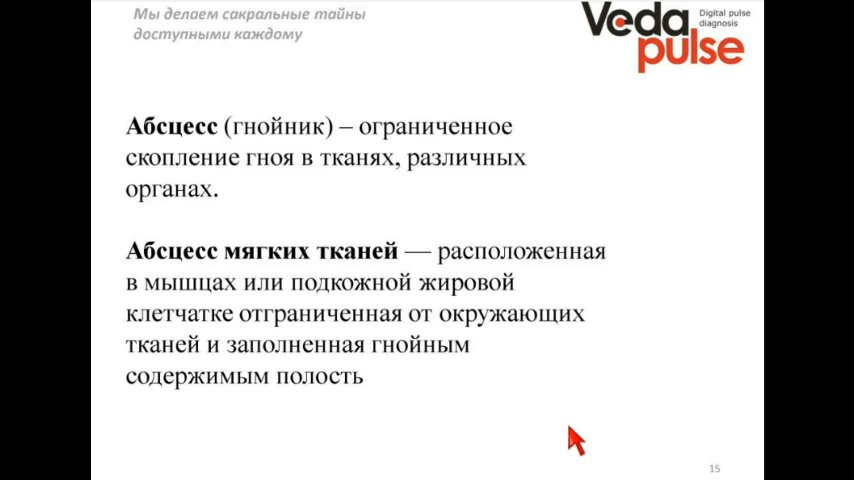 Мы делаем сакральные тайны
доступными каждому
Veda
pulse
Digital pulse
diagnosis
Абсцесс (гнойник) – ограниченное
скопление гноя в тканях, различных
органах.
Абсцесс мягких тканей — расположенная
в мышцах или подкожной жировой
клетчатке отграниченная от окружающих
тканей и заполненная гнойным
содержимым полость
15